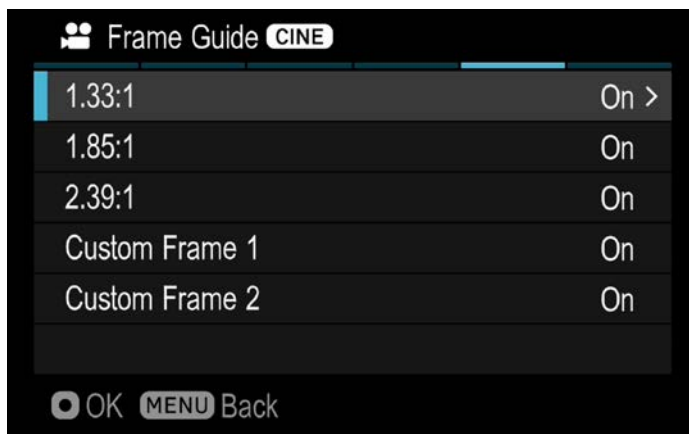 Frame Guide CINE
1.33:1 On >
1.85:1 On
2.39:1 On
Custom Frame 1 On
Custom Frame 2 On
OK MENU Back